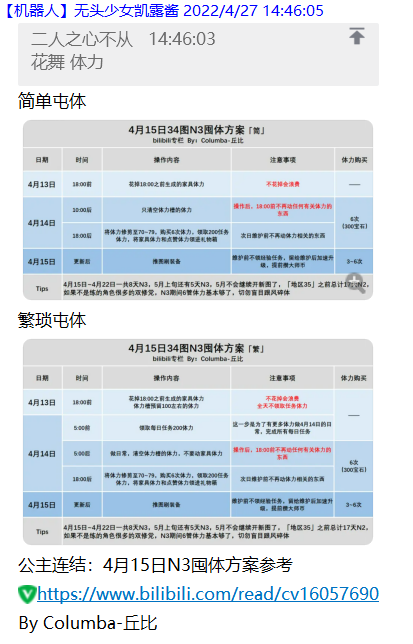 【机器人】无头少女凯露酱 2022/4/27 14:46:05
二人之心不从 14:46:03
花舞 体力
简单屯体
4月15日34图N3囤体方案「简」
bilibili专栏 By：Columba-丘比
日期 时间 操作内容 注意事项 体力购买
4月13日 18:00前 花掉18:00之前生成的家具体力 不花掉会浪费 ——
4月14日 10:00后 只清空体力槽的体力 操作后，18:00前不再动任何有关体力的东西 6次（300宝石）
18:00后 将体力修剪至70~79，购买6次体力，领取200任务体力，将家具体力和点赞体力领进礼物箱 次日维护前不再动体力相关的东西
4月15日 更新后 推图刷装备 维护前不领经验任务，留给维护后加速升级，提前攒大师币 3~6次
Tips 4月15日~4月22日一共8天N3，5月上旬还有5天N3，5月不会继续开新图了，「地区35」之前总计17天N2，如果不是练的角色很多的双修党，N3期间6管体力基本够了，切勿盲目跟风碎体
繁琐屯体
4月15日34图N3囤体方案「繁」
bilibili专栏 By：Columba-丘比
日期 时间 操作内容 注意事项 体力购买
4月13日 18:00前 花掉18:00之前生成的家具体力 体力槽预留100左右的体力 不花掉会浪费 全天不领取任务体力 ——
4月14日 5:00前 领取每日任务200体力 这一步是为了有更多体力做4月14日的日常，完成所有每日任务
5:00后 做日常，清空体力槽的体力，不要动家具体力 操作后，18:00前不再动任何有关体力的东西 6次（300宝石）
18:00后 将体力修剪至70~79，购买6次体力，领取200任务体力，将家具体力和点赞体力领进礼物箱 次日维护前不再动体力相关的东西
4月15日 更新后 推图刷装备 维护前不领经验任务，留给维护后加速升级，提前攒大师币 3~6次
Tips 4月15日~4月22日一共8天N3，5月上旬还有5天N3，5月不会继续开新图了，「地区35」之前总计17天N2，如果不是练的角色很多的双修党，N3期间6管体力基本够了，切勿盲目跟风碎体
公主连结：4月15日N3囤体方案参考
https://www.bilibili.com/read/cv16057690
By Columba-丘比